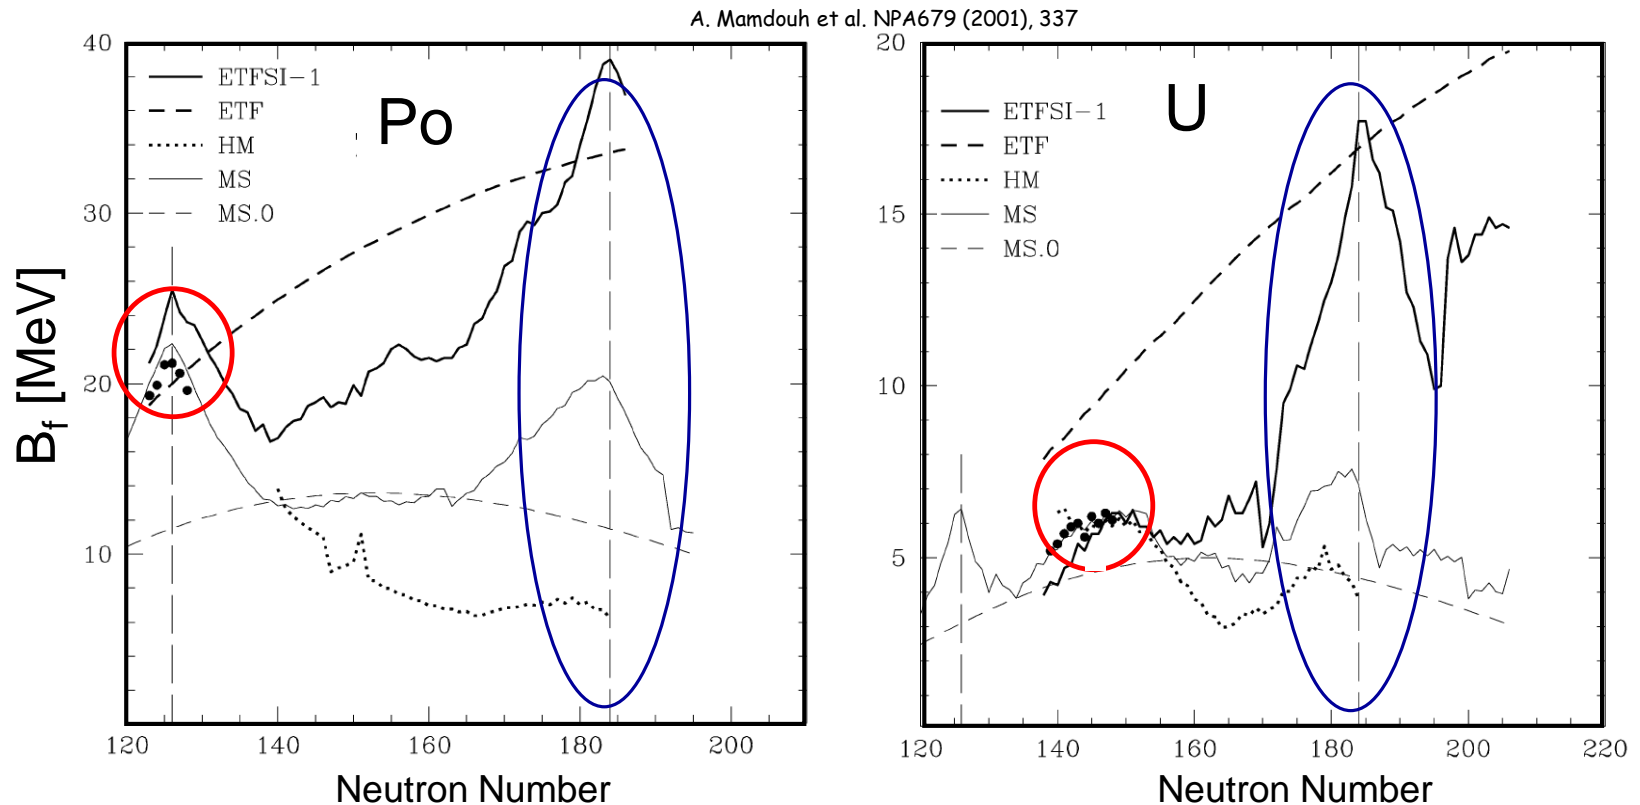 A. Mamdouh et al. NPA679 (2001), 337
Po
ETFSI-1
ETF
HM
MS
MS.0
40
30
20
10
B_f [MeV]
120 140 160 180 200
Neutron Number
U
ETFSI-1
ETF
HM
MS
MS.0
20
15
10
5
120 140 160 180 200 220
Neutron Number